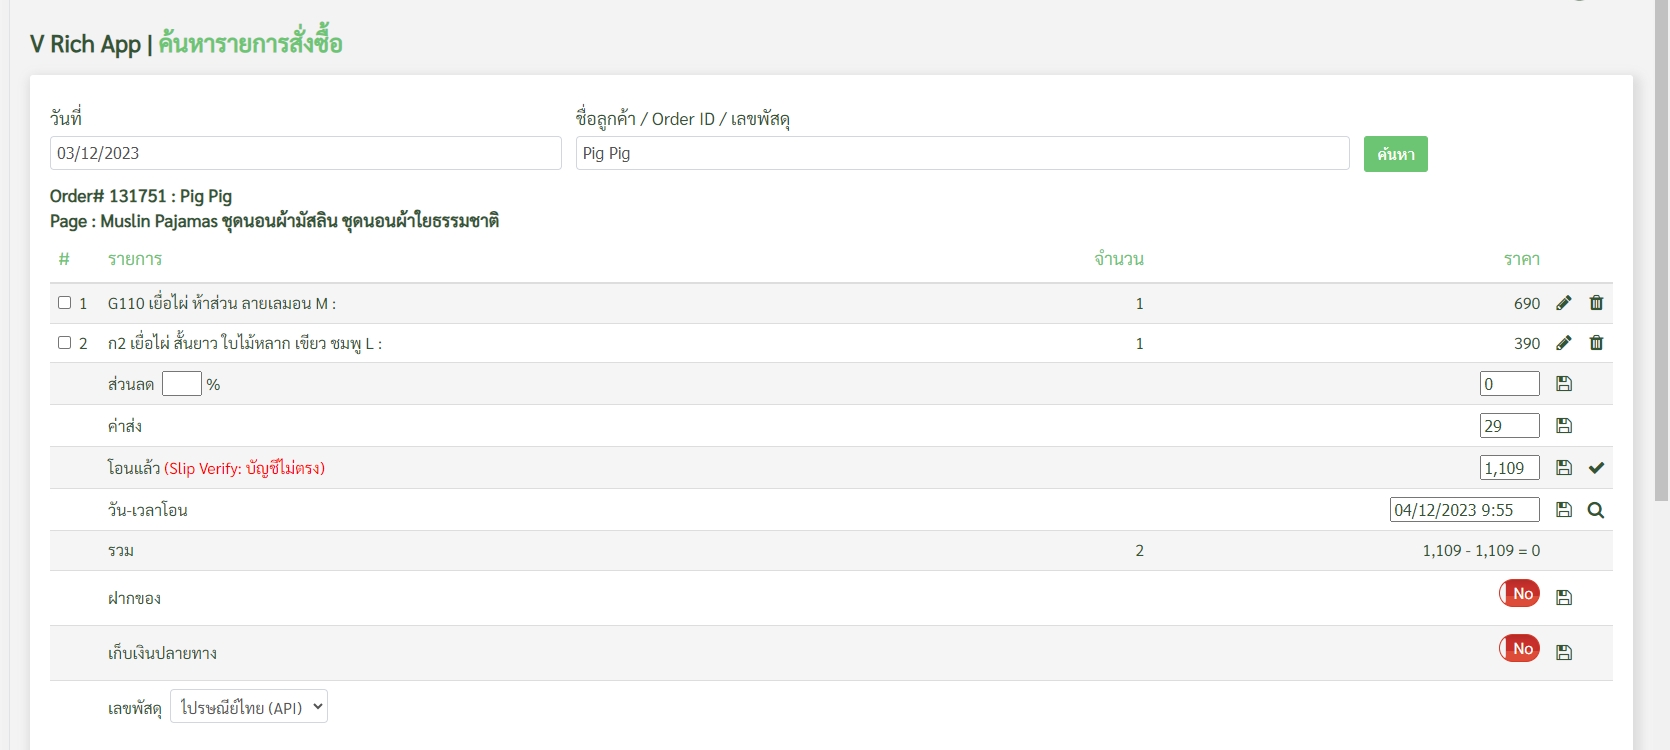 V Rich App | ค้นหารายการสั่งซื้อ
วันที่ ชื่อลูกค้า / Order ID / เลขพัสดุ
03/12/2023 Pig Pig ค้นหา
Order# 131751 : Pig Pig
Page : Muslin Pajamas ชุดนอนผ้ามัสลิน ชุดนอนผ้าใยธรรมชาติ
# รายการ จำนวน ราคา
1 G110 เยื่อไผ่ ห้าส่วน ลายเลมอน M : 1 690
2 ก2 เยื่อไผ่ สั้นยาว ใบไม้หลาก เขียว ชมพู L : 1 390
ส่วนลด % 0
ค่าส่ง 29
โอนแล้ว (Slip Verify: บัญชีไม่ตรง) 1,109
วัน-เวลาโอน 04/12/2023 9:55
รวม 2 1,109 - 1,109 = 0
ฝากของ No
เก็บเงินปลายทาง No
เลขพัสดุ ไปรษณีย์ไทย (API)